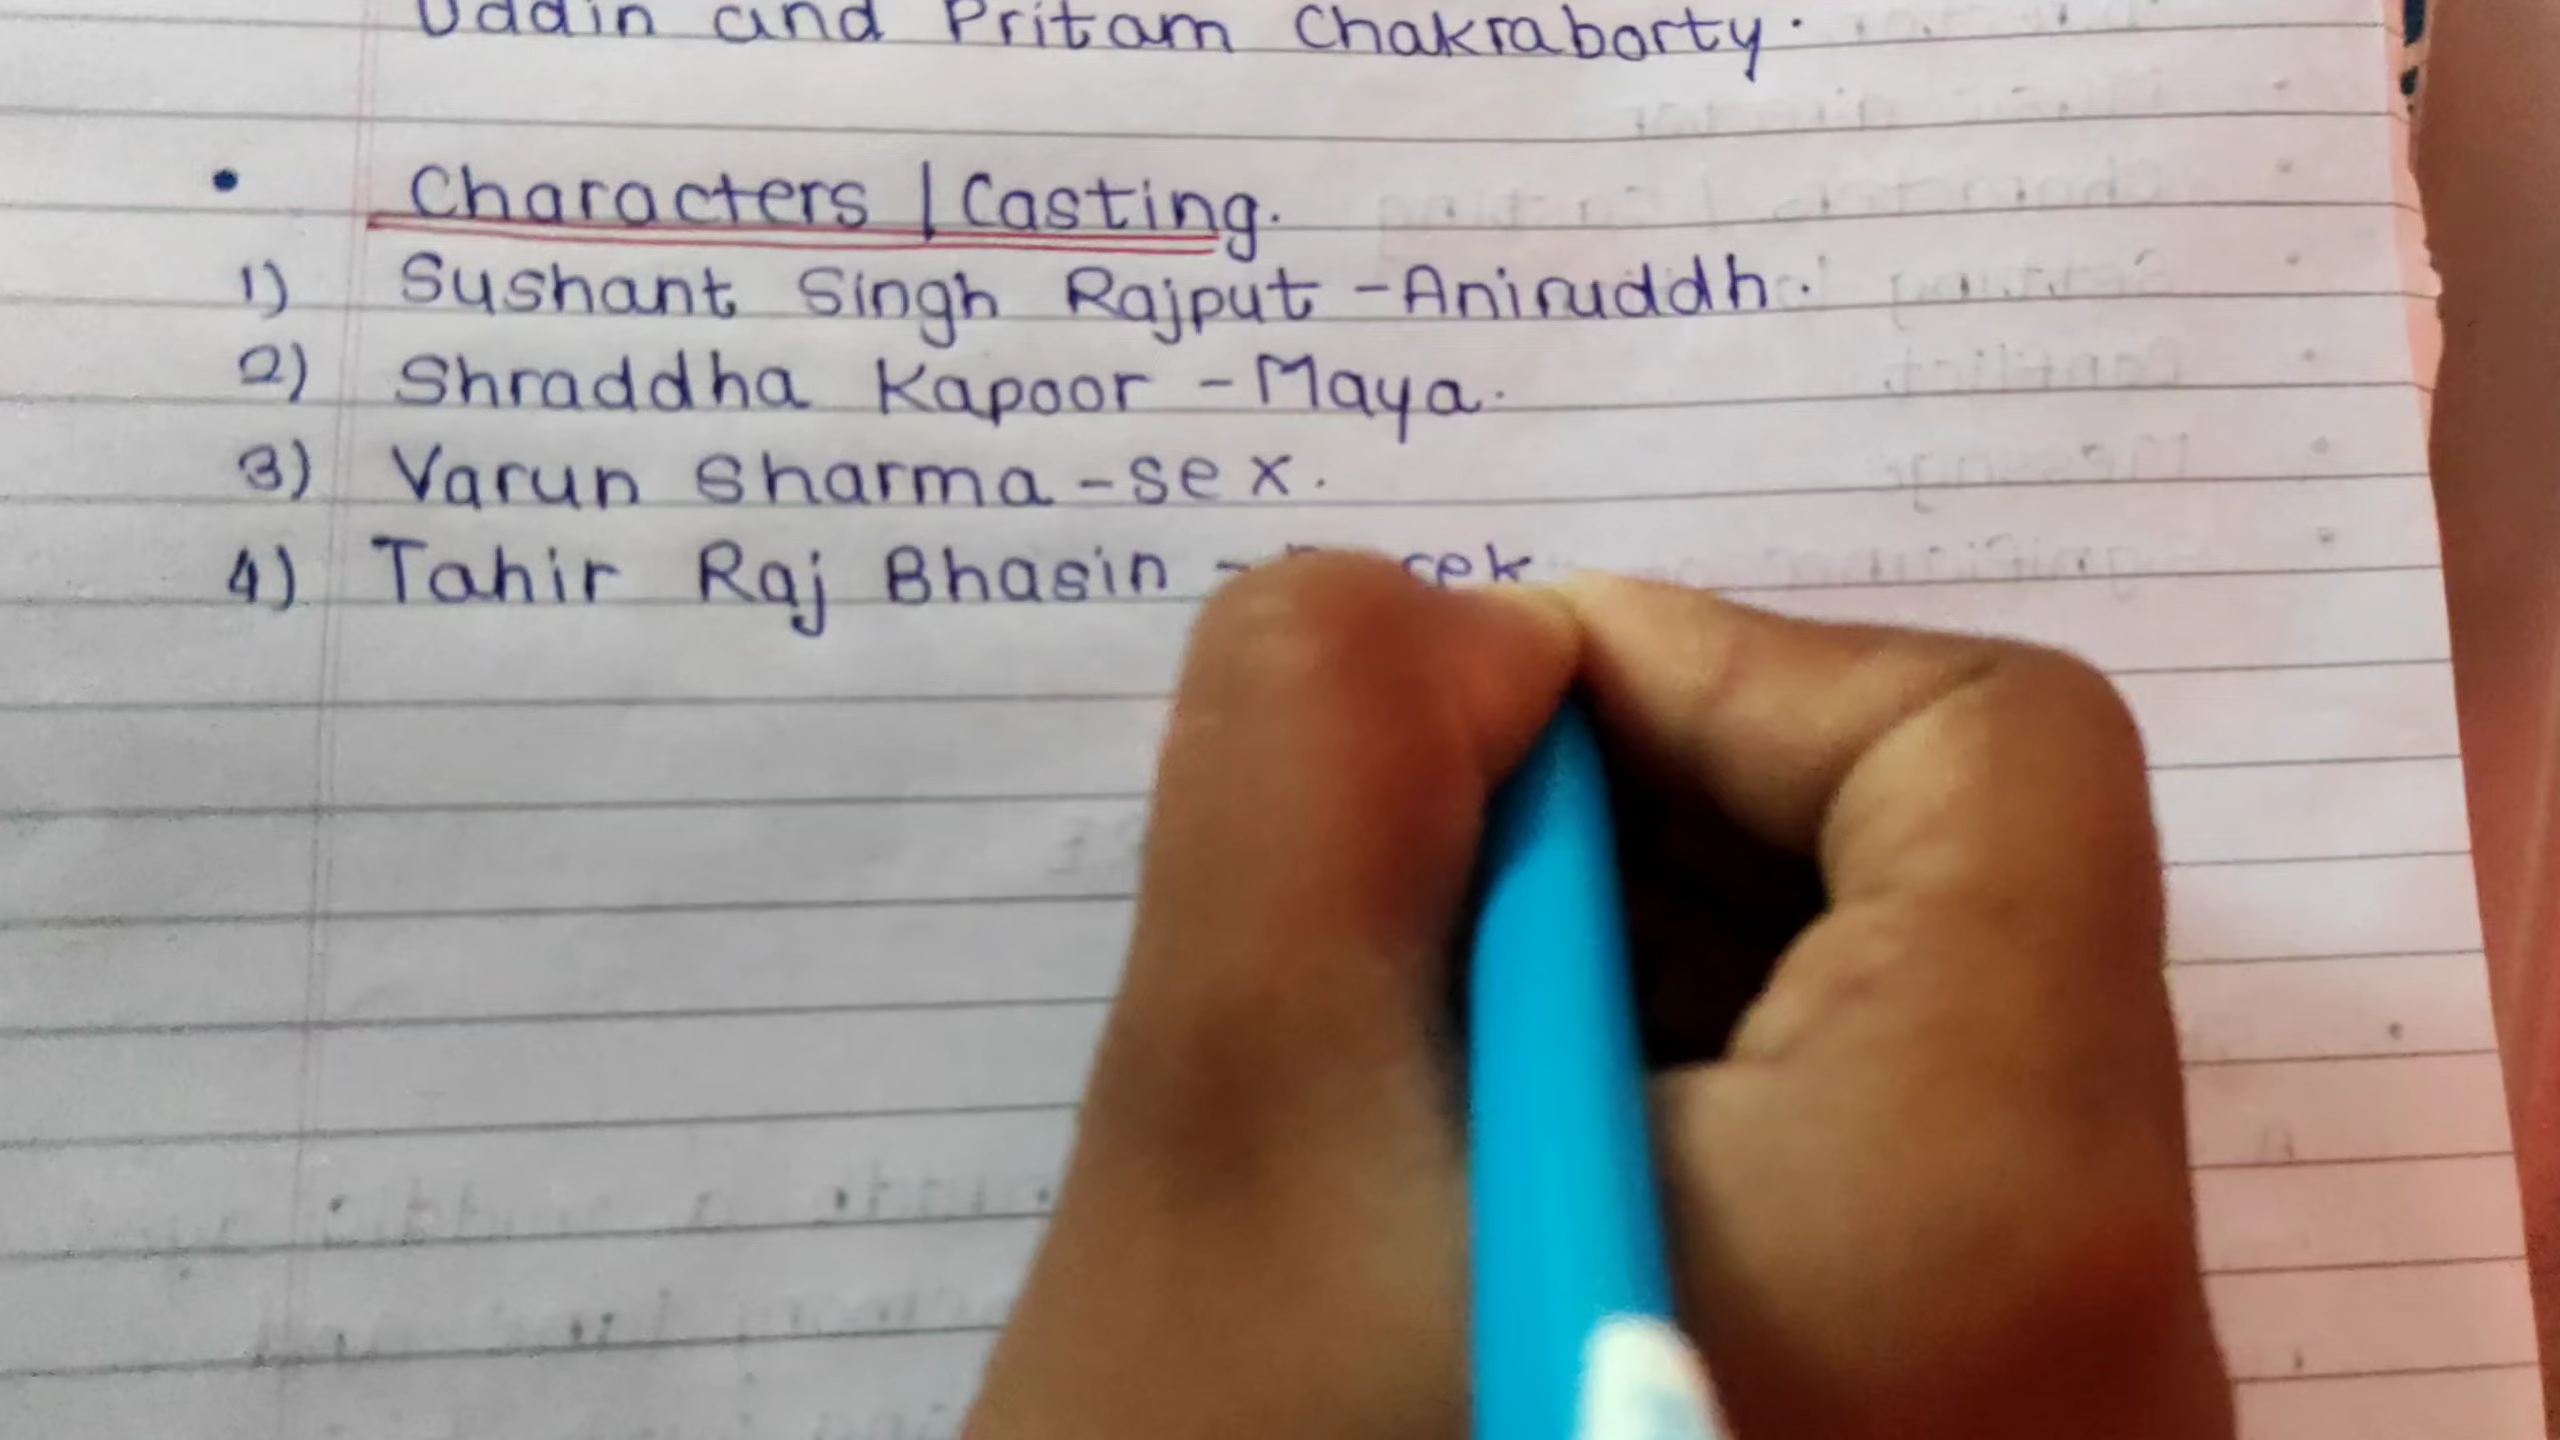 Uddin and Pritam Chakraborty.
• Characters | Casting.
1) Sushant Singh Rajput - Aniruddh.
2) Shraddha Kapoor - Maya.
3) Varun Sharma - sex.
4) Tahir Raj Bhasin -